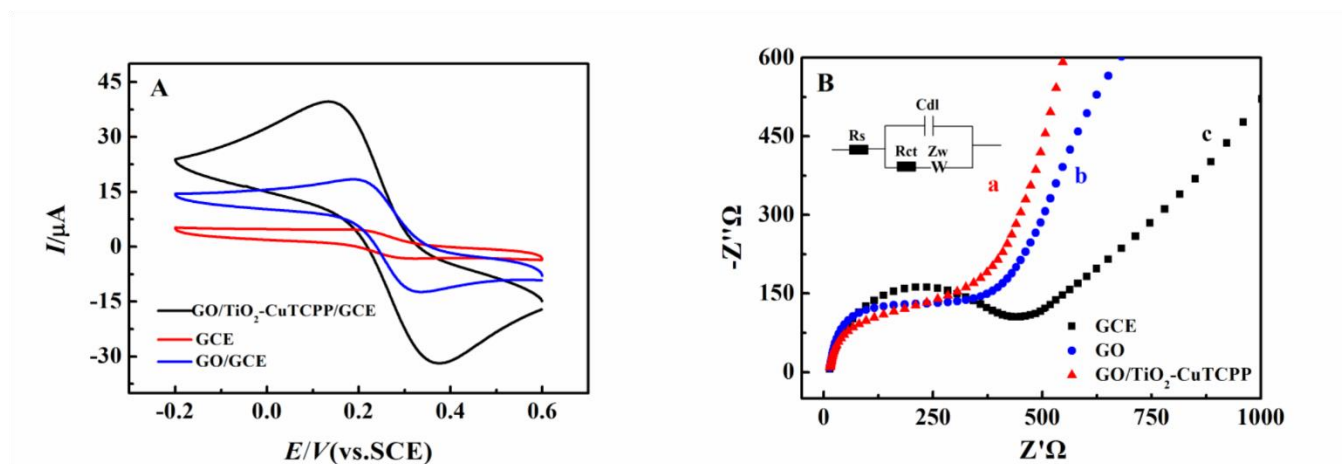 A
45
30
15
0
-15
-30
I/μA
GO/TiO₂-CuTCPP/GCE
GCE
GO/GCE
-0.2
0.0
0.2
0.4
0.6
E/V(vs.SCE)
B
600
450
300
150
0
-Z''Ω
Cdl
Rs
Rct Zw
W
a
b
c
GCE
GO
GO/TiO₂-CuTCPP
0
250
500
750
1000
Z'Ω